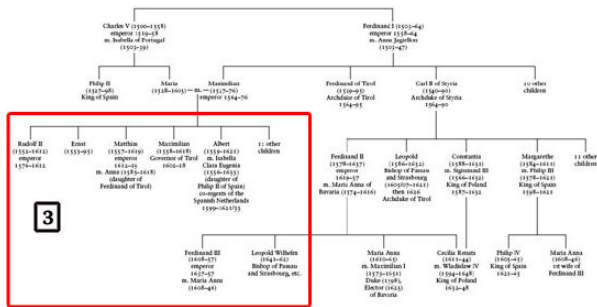 Charles V (1500–1558)
emperor 1519–58
m. Isabella of Portugal
(1503–39)
Ferdinand I (1503–64)
emperor 1558–64
m. Anna Jagiellon
(1503–47)
Philip II
(1527–98)
King of Spain
Maria
(1528–1603) —m.—
Maximilian
(1527–76)
emperor 1564–76
Ferdinand of Tirol
(1529–95)
Archduke of Tirol
1564–95
Carl II of Styria
(1540–90)
Archduke of Styria
1564–90
10 other
children
Rudolf II
(1552–1612)
emperor
1576–1612
Ernst
(1553–95)
Matthias
(1557–1619)
emperor
1612–19
m. Anna (1585–1618)
(daughter of
Ferdinand of Tirol)
Maximilian
(1558–1618)
Governor of Tirol
1602–18
Albert
(1559–1621)
m. Isabella
Clara Eugenia
(1566–1633)
(daughter of
Philip II of Spain)
co-regents of the
Spanish Netherlands
1599–1621/33
11 other
children
Ferdinand II
(1578–1637)
emperor
1619–37
m. Maria Anna of
Bavaria (1574–1616)
Leopold
(1586–1632)
Bishop of Passau
and Strasbourg
(1605/07–1621)
then 1626
Archduke of Tirol
Constantia
(1588–1631)
m. Sigismund III
(1566–1632)
King of Poland
1587–1632
Margarethe
(1584–1611)
m. Philip III
(1578–1621)
King of Spain
1598–1621
11 other
children
3
Ferdinand III
(1608–57)
emperor
1637–57
m. Maria Anna
(1608–46)
Leopold Wilhelm
(1614–62)
Bishop of Passau
and Strasbourg, etc.
Maria Anna
(1610–65)
m. Maximilian I
(1573–1651)
Duke (1598),
Elector (1623)
of Bavaria
Cecilia Renata
(1611–44)
m. Wladislaw IV
(1594–1648)
King of Poland
1632–48
Philip IV
(1605–65)
King of Spain
1621–65
Maria Anna
(1608–46)
1st wife of
Ferdinand III